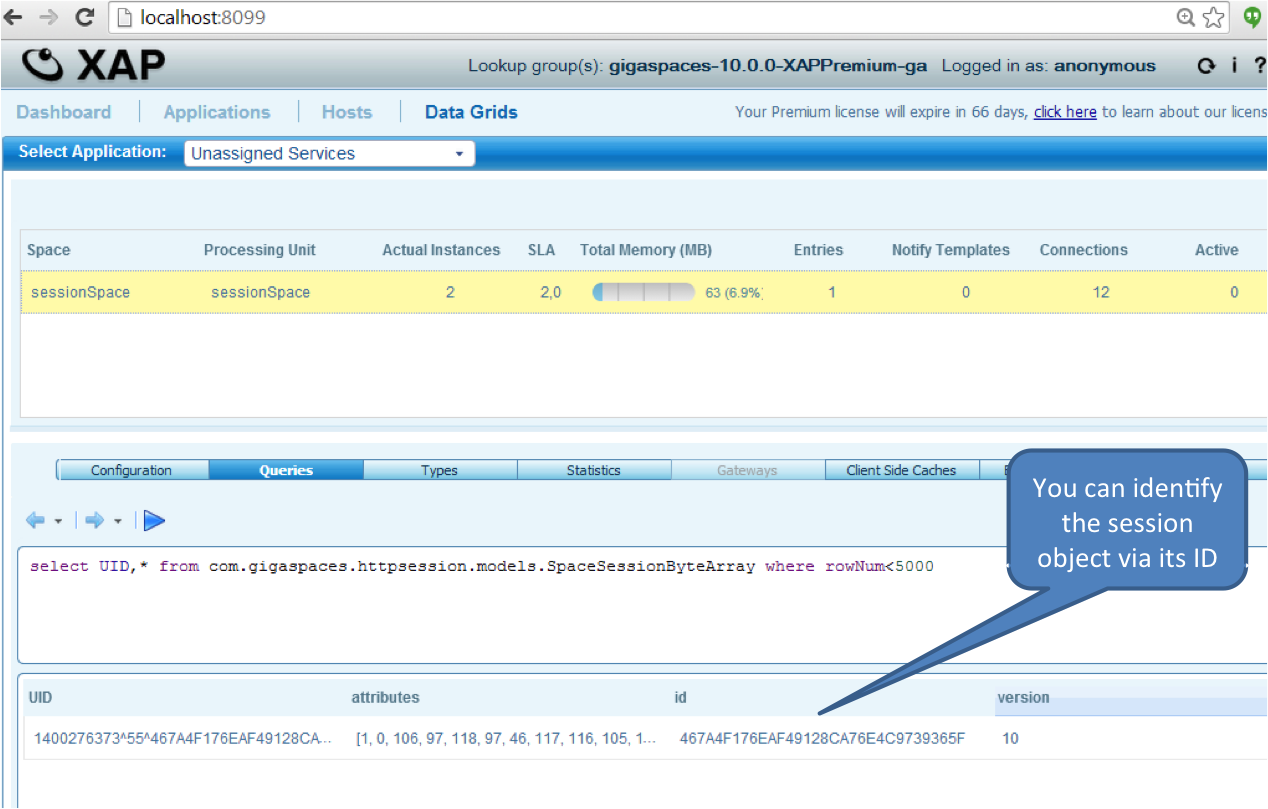 localhost:8099
XAP Lookup group(s): gigaspaces-10.0.0-XAPPremium-ga Logged in as: anonymous i ?
Dashboard Applications Hosts Data Grids Your Premium license will expire in 66 days, click here to learn about our licens
Select Application: Unassigned Services
Space Processing Unit Actual Instances SLA Total Memory (MB) Entries Notify Templates Connections Active
sessionSpace sessionSpace 2 2,0 63 (6.9%) 1 0 12 0
Configuration Queries Types Statistics Gateways Client Side Caches
You can identify
the session
object via its ID
select UID,* from com.gigaspaces.httpsession.models.SpaceSessionByteArray where rowNum<5000
UID attributes id version
1400276373^55^467A4F176EAF49128CA... [1, 0, 106, 97, 118, 97, 46, 117, 116, 105, 1... 467A4F176EAF49128CA76E4C9739365F 10